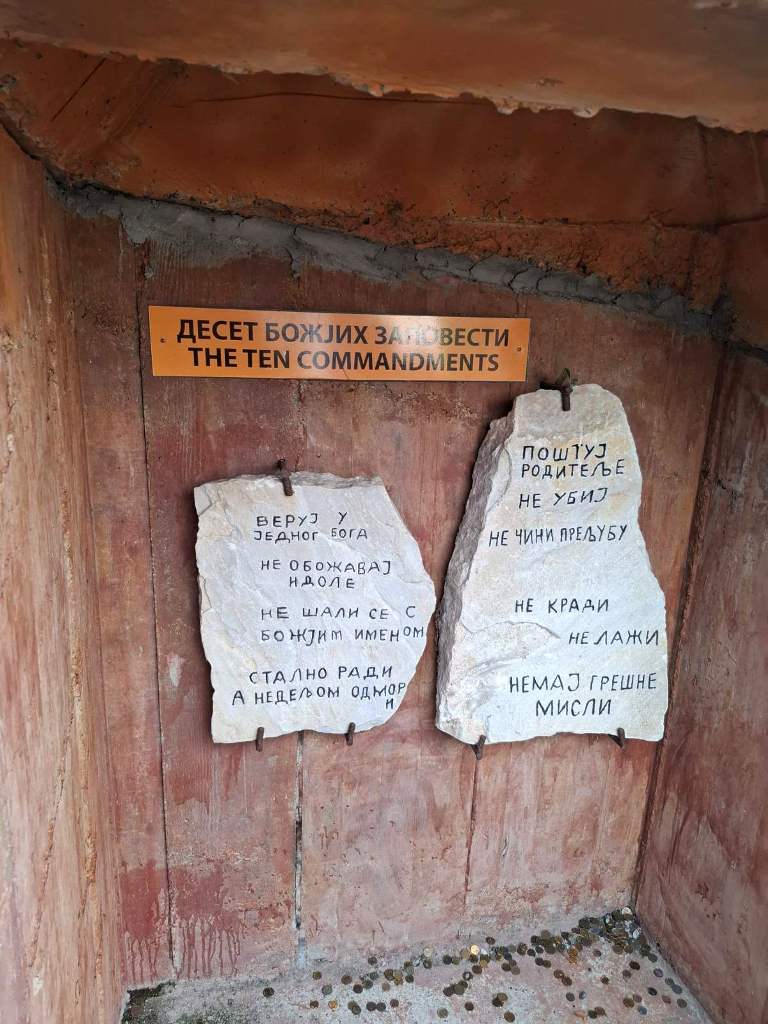 ДЕСЕТ БОЖЈИХ ЗАПОВЕСТИ
THE TEN COMMANDMENTS
ВЕРУЈ У
ЈЕДНОГ БОГА
НЕ ОБОЖАВАЈ
ИДОЛЕ
НЕ ШАЛИ СЕ С
БОЖЈИМ ИМЕНОМ
СТАЛНО РАДИ
А НЕДЕЉОМ ОДМОР
И
ПОШТУЈ
РОДИТЕЉЕ
НЕ УБИЈ
НЕ ЧИНИ ПРЕЉУБУ
НЕ КРАДИ
НЕ ЛАЖИ
НЕМАЈ ГРЕШНЕ
МИСЛИ